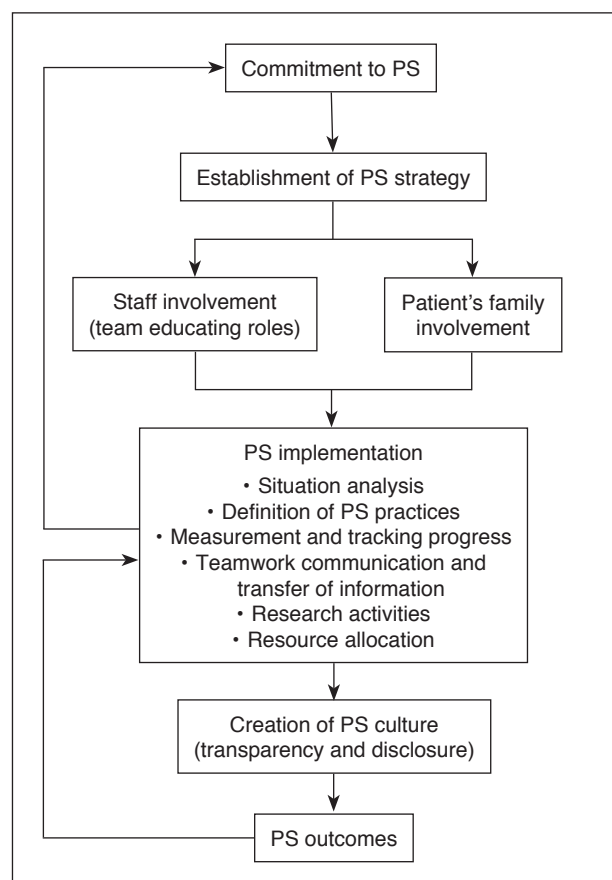 Commitment to PS
Establishment of PS strategy
Staff involvement
(team educating roles)
Patient's family
involvement
PS implementation
• Situation analysis
• Definition of PS practices
• Measurement and tracking progress
• Teamwork communication and
transfer of information
• Research activities
• Resource allocation
Creation of PS culture
(transparency and disclosure)
PS outcomes